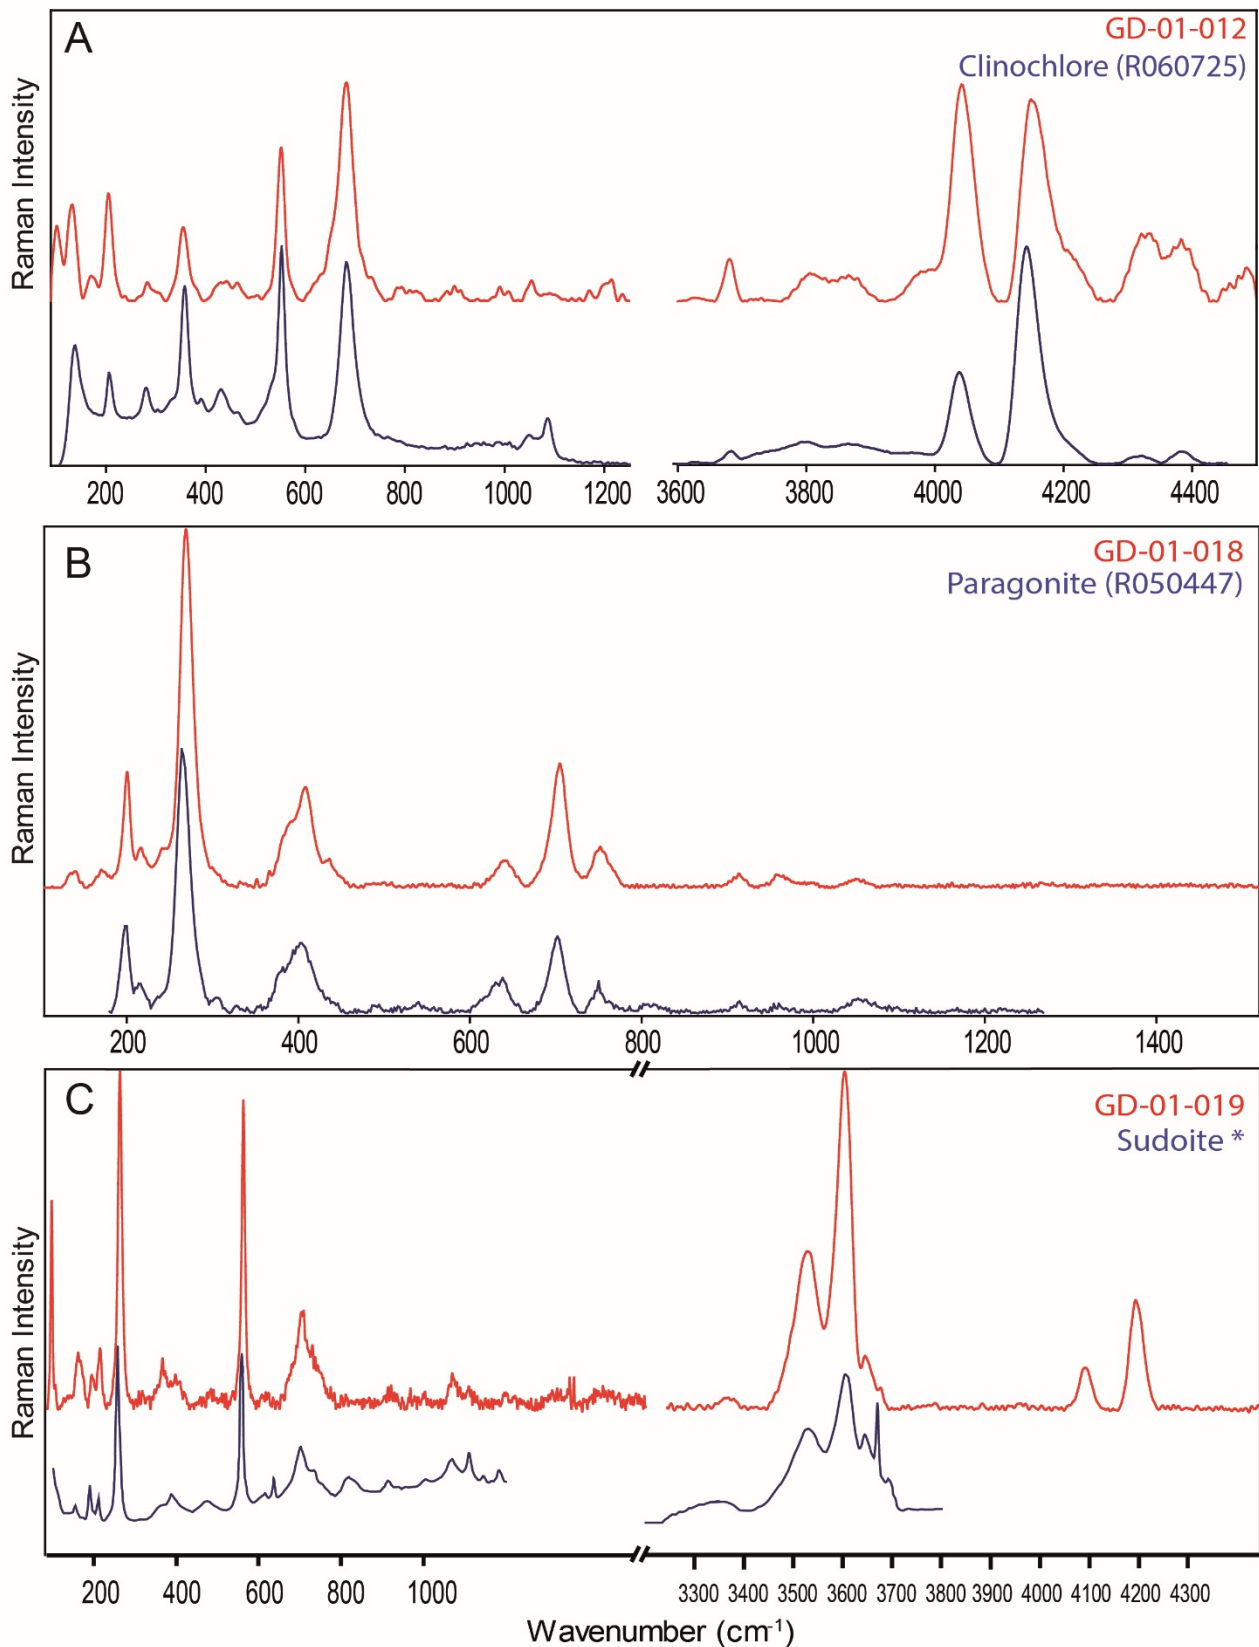 A
GD-01-012
Clinochlore (R060725)
Raman Intensity
200 400 600 800 1000 1200 3600 3800 4000 4200 4400
B
GD-01-018
Paragonite (R050447)
Raman Intensity
200 400 600 800 1000 1200 1400
C
GD-01-019
Sudoite *
Raman Intensity
200 400 600 800 1000 3300 3400 3500 3600 3700 3800 3900 4000 4100 4200 4300
Wavenumber (cm⁻¹)